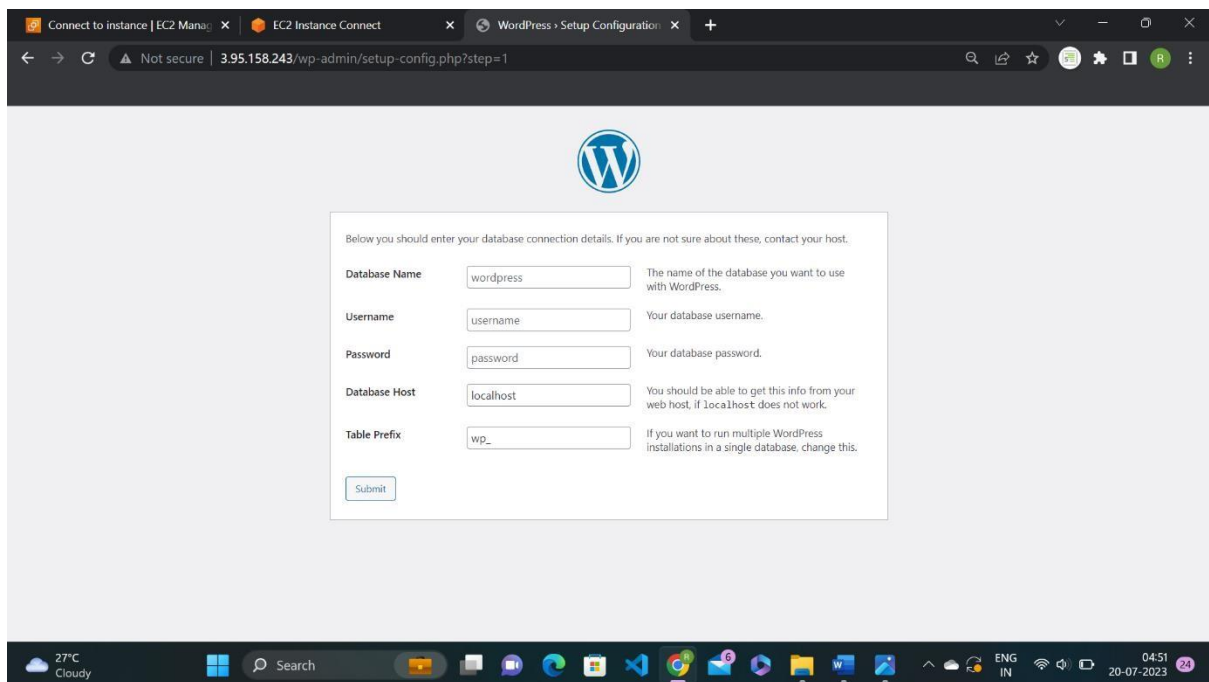 Connect to instance | EC2 Manag
EC2 Instance Connect
WordPress › Setup Configuration
Not secure | 3.95.158.243/wp-admin/setup-config.php?step=1
R
W
Below you should enter your database connection details. If you are not sure about these, contact your host.
Database Name
wordpress
The name of the database you want to use
with WordPress.
Username
username
Your database username.
Password
password
Your database password.
Database Host
localhost
You should be able to get this info from your
web host, if localhost does not work.
Table Prefix
wp_
If you want to run multiple WordPress
installations in a single database, change this.
Submit
27°C
Cloudy
Search
6
ENG
IN
04:51
20-07-2023
24